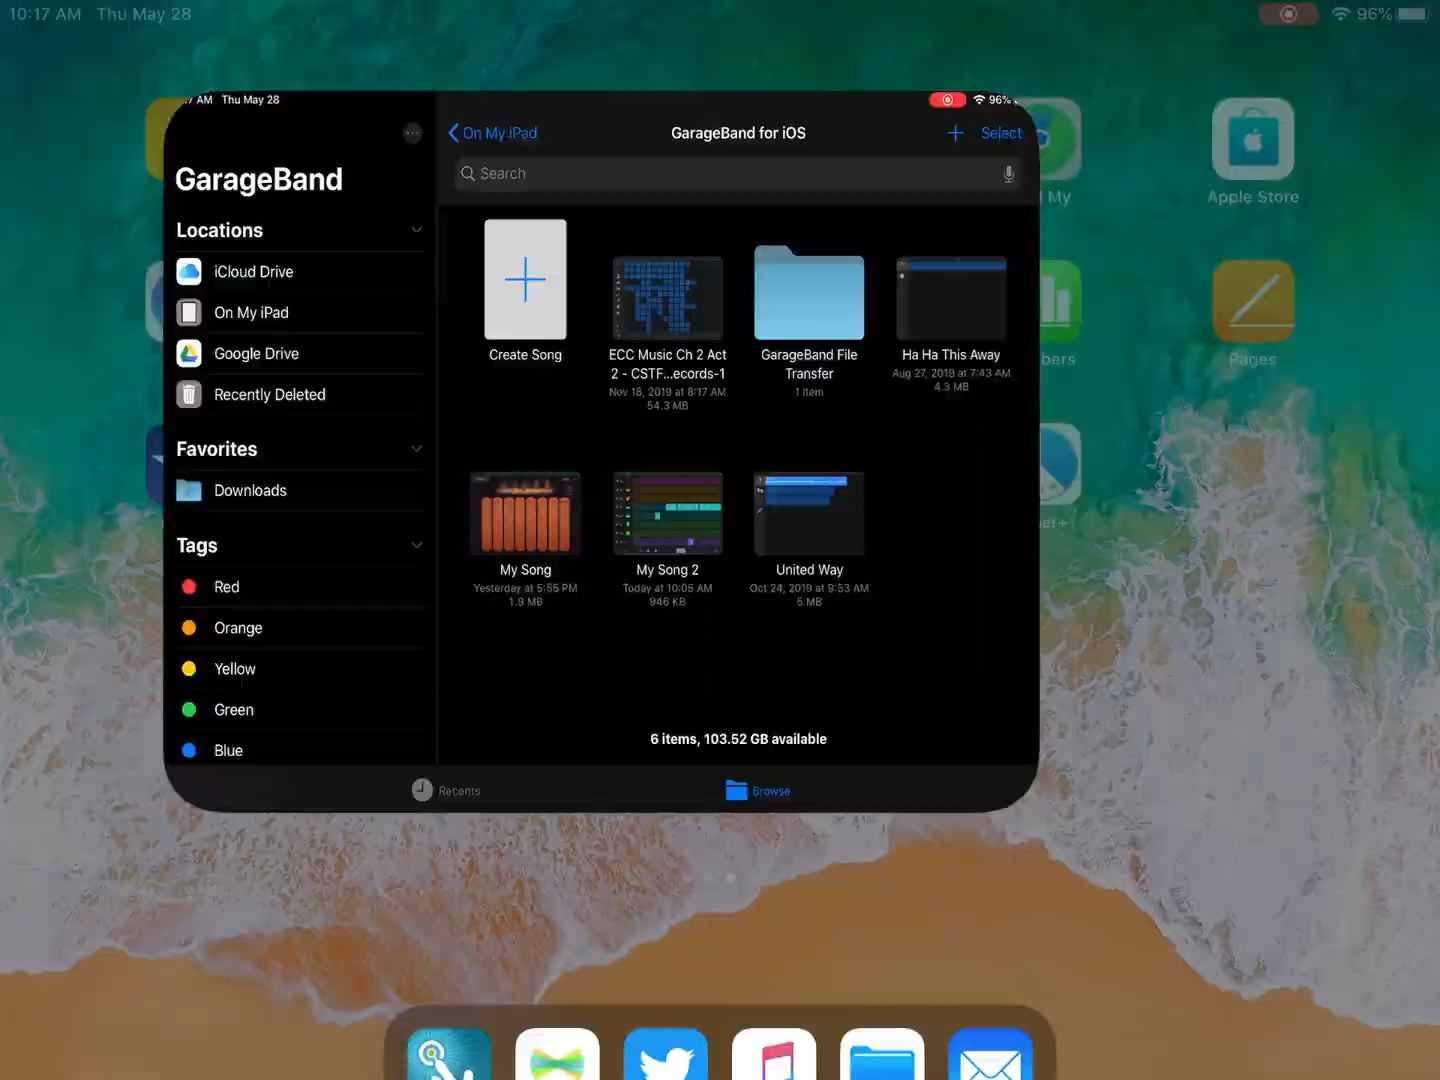 10:17 AM Thu May 28
96%
AM Thu May 28
96%
On My iPad
GarageBand for iOS
Select
GarageBand
Search
Locations
iCloud Drive
On My iPad
Google Drive
Recently Deleted
Favorites
Downloads
Tags
Red
Orange
Yellow
Green
Blue
Create Song
ECC Music Ch 2 Act
2 - CSTF...ecords-1
Nov 18, 2019 at 8:17 AM
54.3 MB
GarageBand File
Transfer
1 item
Ha Ha This Away
Aug 27, 2019 at 7:43 AM
4.3 MB
My Song
Yesterday at 5:55 PM
1.9 MB
My Song 2
Today at 10:05 AM
946 KB
United Way
Oct 24, 2019 at 9:53 AM
5 MB
6 items, 103.52 GB available
Recents
Browse
My
Apple Store
bers
Pages